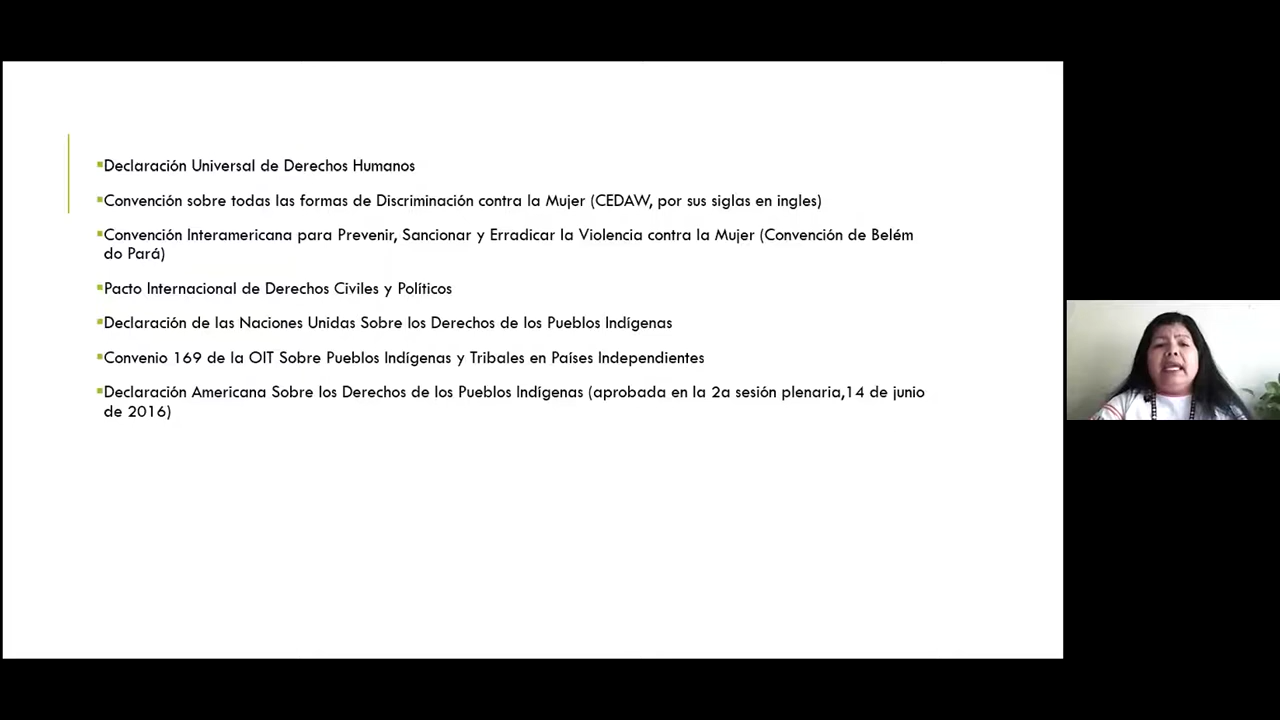 Declaración Universal de Derechos Humanos
Convención sobre todas las formas de Discriminación contra la Mujer (CEDAW, por sus siglas en ingles)
Convención Interamericana para Prevenir, Sancionar y Erradicar la Violencia contra la Mujer (Convención de Belém
do Pará)
Pacto Internacional de Derechos Civiles y Políticos
Declaración de las Naciones Unidas Sobre los Derechos de los Pueblos Indígenas
Convenio 169 de la OIT Sobre Pueblos Indígenas y Tribales en Países Independientes
Declaración Americana Sobre los Derechos de los Pueblos Indígenas (aprobada en la 2a sesión plenaria,14 de junio
de 2016)